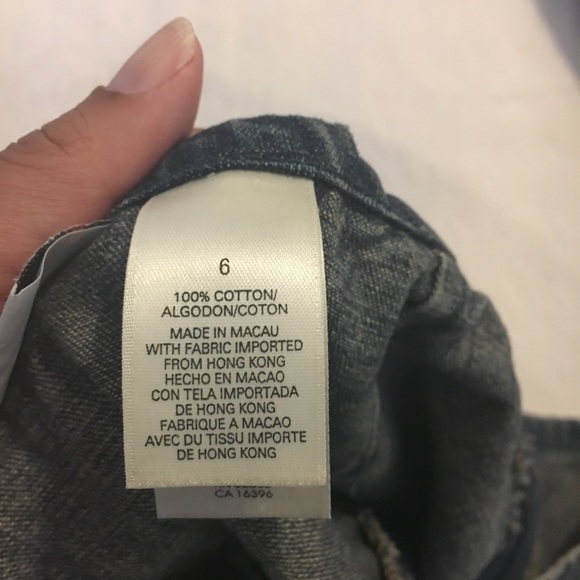 6
100% COTTON/
ALGODON/COTON
MADE IN MACAU
WITH FABRIC IMPORTED
FROM HONG KONG
HECHO EN MACAO
CON TELA IMPORTADA
DE HONG KONG
FABRIQUE A MACAO
AVEC DU TISSU IMPORTE
DE HONG KONG
CA 16396